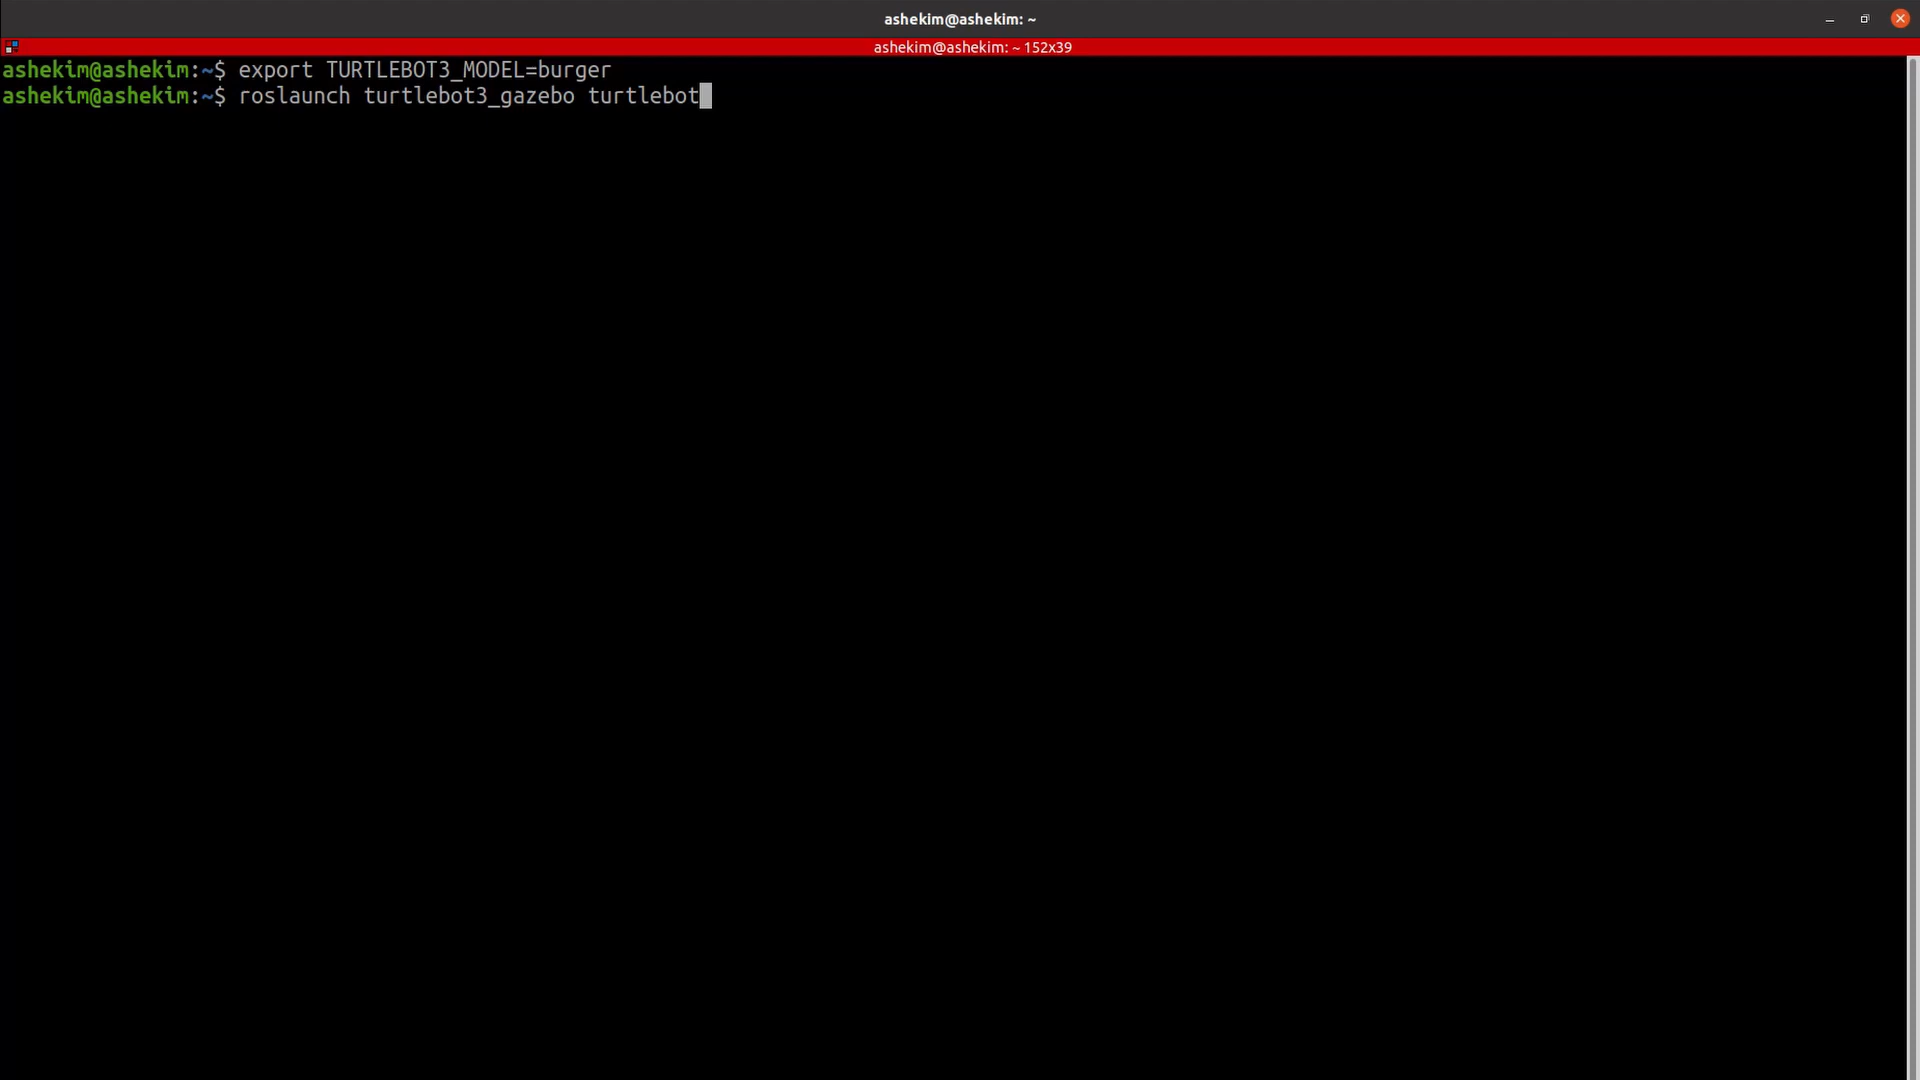 ashekim@ashekim: ~
ashekim@ashekim: ~ 152x39
ashekim@ashekim:~$ export TURTLEBOT3_MODEL=burger
ashekim@ashekim:~$ roslaunch turtlebot3_gazebo turtlebot